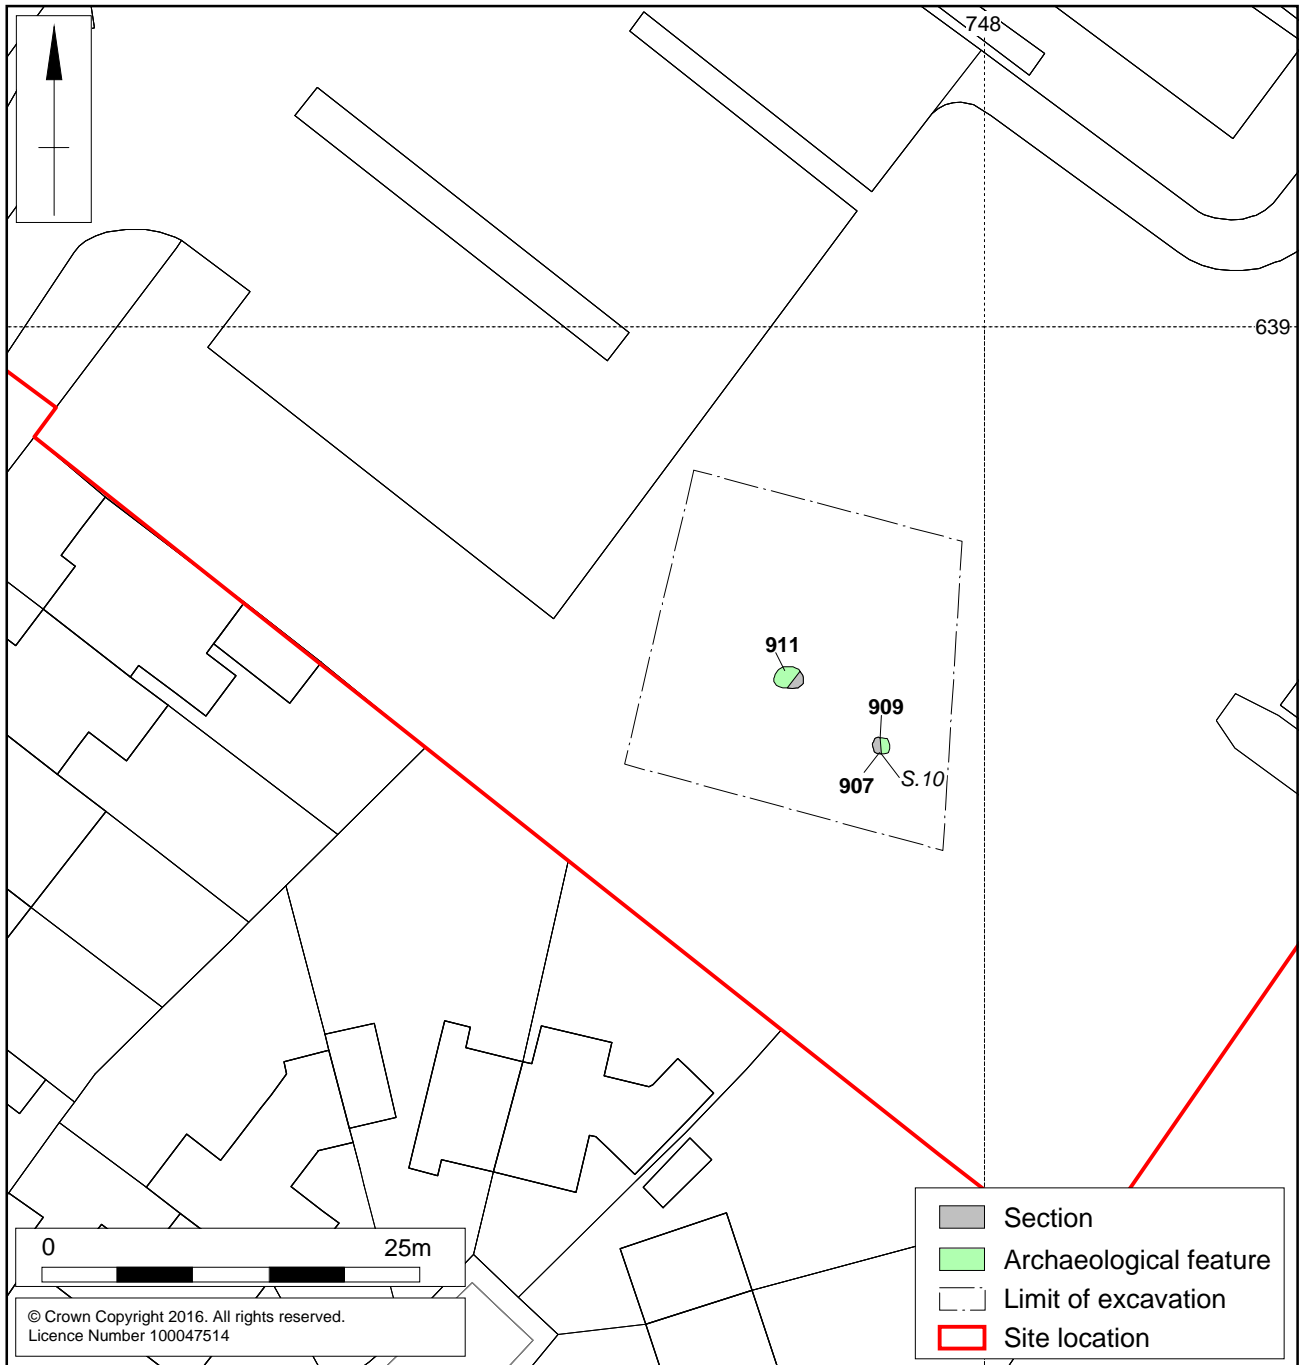 748
639
911
909
907
S.10
0 25m
© Crown Copyright 2016. All rights reserved.
Licence Number 100047514
Section
Archaeological feature
Limit of excavation
Site location